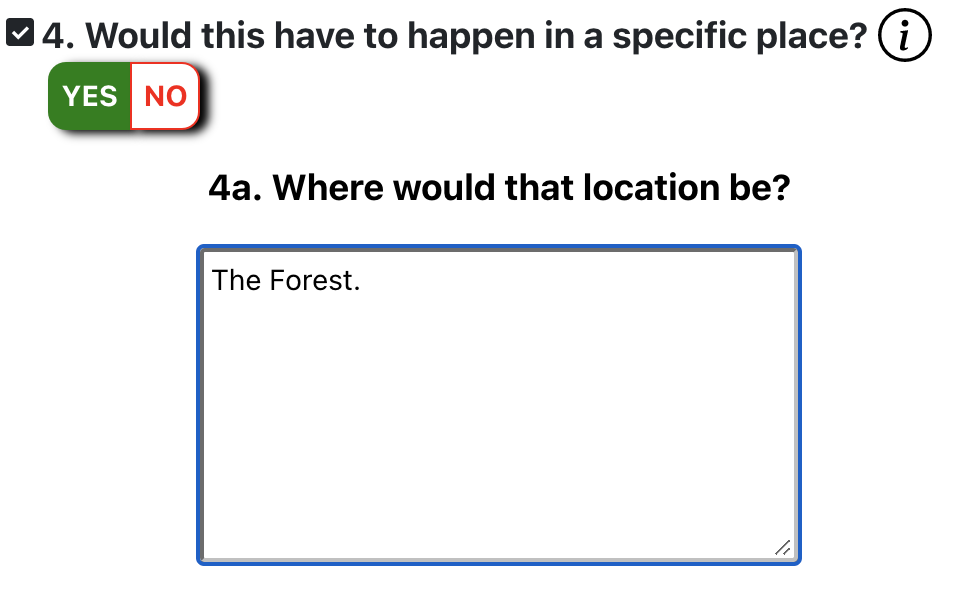 4. Would this have to happen in a specific place? i
YES NO
4a. Where would that location be?
The Forest.